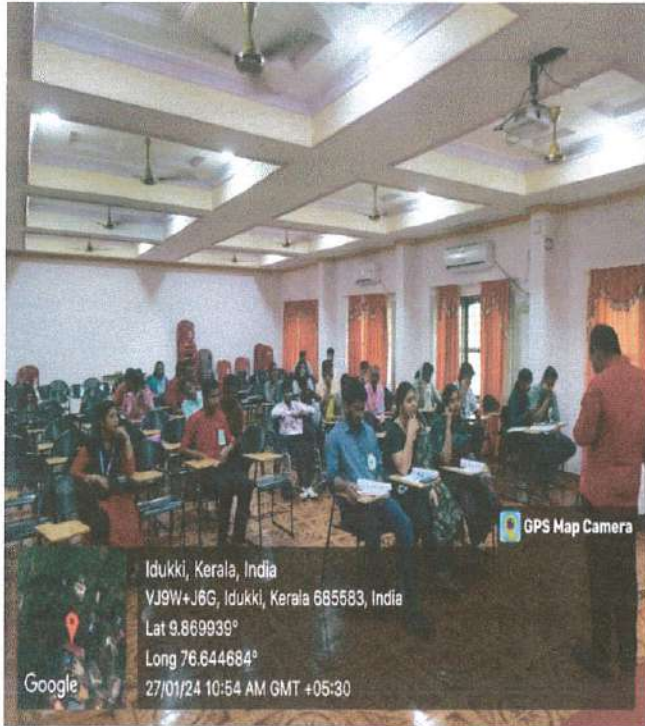 GPS Map Camera
Idukki, Kerala, India
VJ9W+J6G, Idukki, Kerala 685583, India
Lat 9.869939°
Long 76.644684°
27/01/24 10:54 AM GMT +05:30
Google